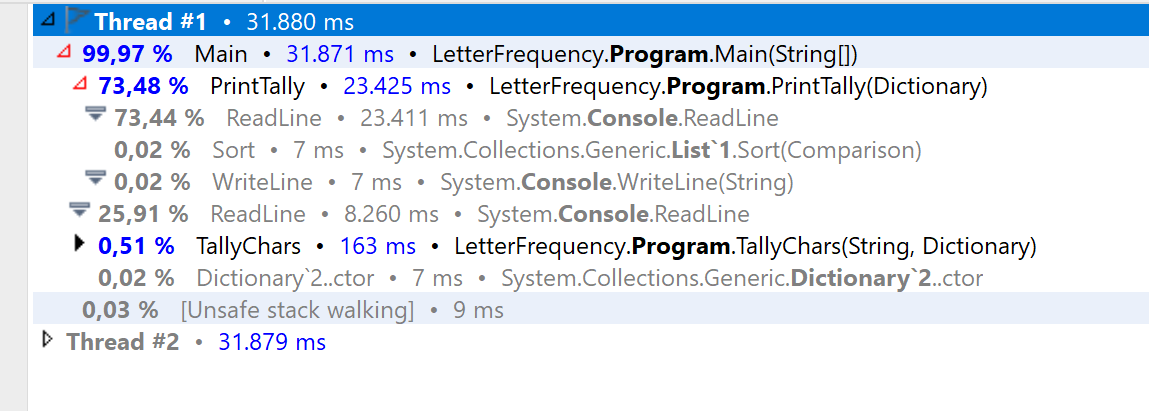 Thread #1 • 31.880 ms
99,97 % Main • 31.871 ms • LetterFrequency.Program.Main(String[])
73,48 % PrintTally • 23.425 ms • LetterFrequency.Program.PrintTally(Dictionary)
73,44 % ReadLine • 23.411 ms • System.Console.ReadLine
0,02 % Sort • 7 ms • System.Collections.Generic.List`1.Sort(Comparison)
0,02 % WriteLine • 7 ms • System.Console.WriteLine(String)
25,91 % ReadLine • 8.260 ms • System.Console.ReadLine
0,51 % TallyChars • 163 ms • LetterFrequency.Program.TallyChars(String, Dictionary)
0,02 % Dictionary`2..ctor • 7 ms • System.Collections.Generic.Dictionary`2..ctor
0,03 % [Unsafe stack walking] • 9 ms
Thread #2 • 31.879 ms